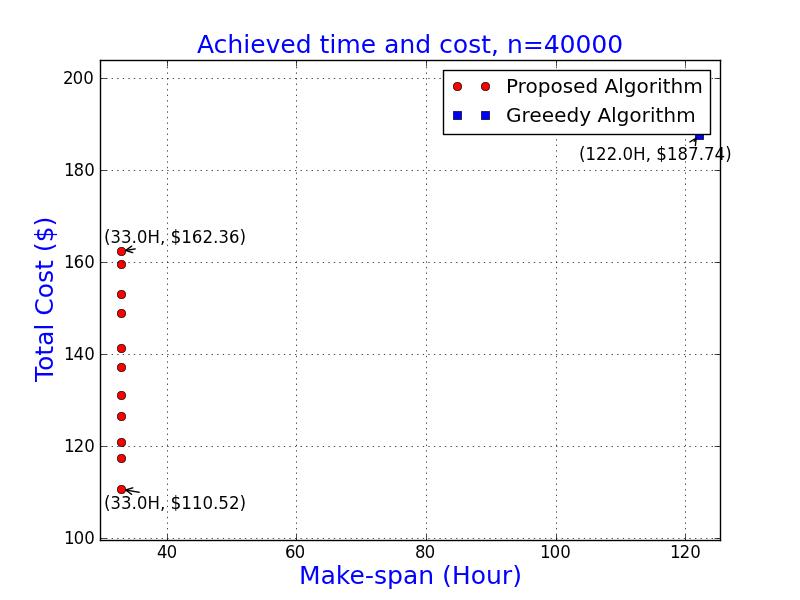 Achieved time and cost, n=40000
Proposed Algorithm
Greeedy Algorithm
(122.0H, $187.74)
(33.0H, $162.36)
(33.0H, $110.52)
Total Cost ($)
200
180
160
140
120
100
40 60 80 100 120
Make-span (Hour)